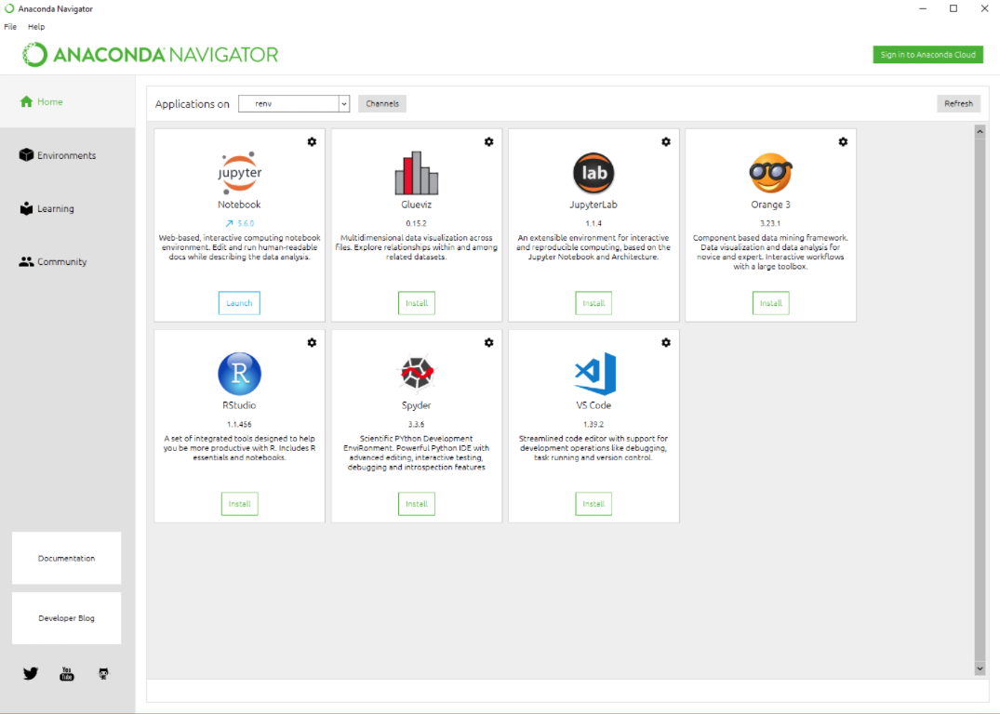 Anaconda Navigator
File Help
ANACONDA NAVIGATOR
Sign in to Anaconda Cloud
Home
Environments
Learning
Community
Documentation
Developer Blog
You
Tube
Applications on renv Channels Refresh
jupyter
Notebook
5.6.0
Web-based, interactive computing notebook
environment. Edit and run human-readable
docs while describing the data analysis.
Launch
Glueviz
0.15.2
Multidimensional data visualization across
files. Explore relationships within and among
related datasets.
Install
lab
JupyterLab
1.1.4
An extensible environment for interactive
and reproducible computing, based on the
Jupyter Notebook and Architecture.
Install
Orange 3
3.23.1
Component based data mining framework.
Data visualization and data analysis for
novice and expert. Interactive workflows
with a large toolbox.
Install
R
RStudio
1.1.456
A set of integrated tools designed to help
you be more productive with R. Includes R
essentials and notebooks.
Install
Spyder
3.3.6
Scientific PYthon Development
EnviRonment. Powerful Python IDE with
advanced editing, interactive testing,
debugging and introspection features
Install
VS Code
1.39.2
Streamlined code editor with support for
development operations like debugging,
task running and version control.
Install